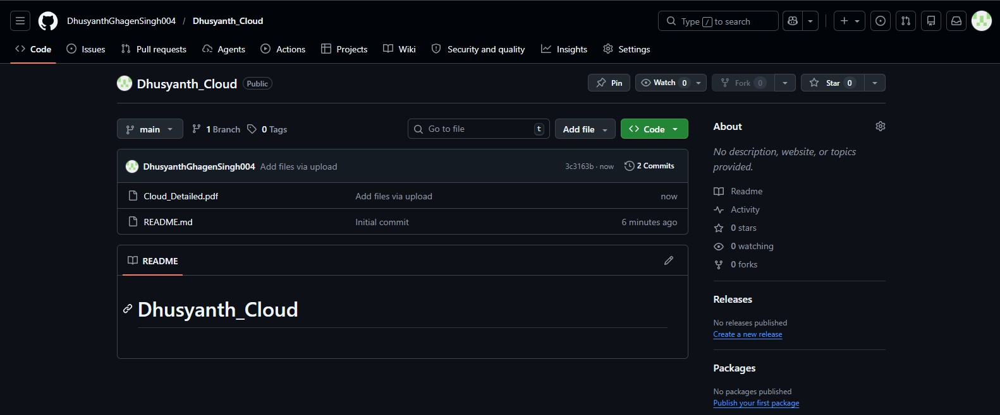 DhusyanthGhagenSingh004 / Dhusyanth_Cloud Type / to search
Code Issues Pull requests Agents Actions Projects Wiki Security and quality Insights Settings
Dhusyanth_Cloud Public Pin Watch 0 Fork 0 Star 0
main 1 Branch 0 Tags Go to file t Add file Code
DhusyanthGhagenSingh004 Add files via upload 3c3163b · now 2 Commits
Cloud_Detailed.pdf Add files via upload now
README.md Initial commit 6 minutes ago
README
Dhusyanth_Cloud
About
No description, website, or topics
provided.
Readme
Activity
0 stars
0 watching
0 forks
Releases
No releases published
Create a new release
Packages
No packages published
Publish your first package